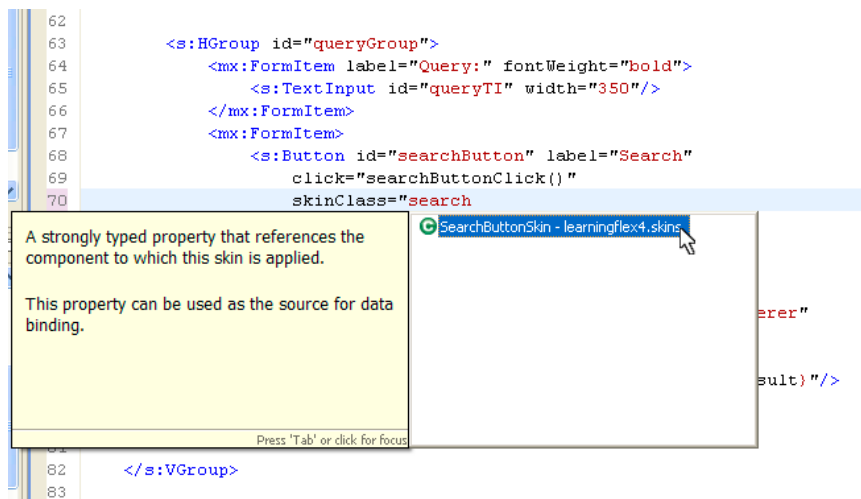 62
63 <s:HGroup id="queryGroup">
64 <mx:FormItem label="Query:" fontWeight="bold">
65 <s:TextInput id="queryTI" width="350"/>
66 </mx:FormItem>
67 <mx:FormItem>
68 <s:Button id="searchButton" label="Search"
69 click="searchButtonClick()"
70 skinClass="search
SearchButtonSkin - learningflex4.skins
A strongly typed property that references the
component to which this skin is applied.
This property can be used as the source for data
binding.
erer"
sult}"/>
Press 'Tab' or click for focus
82 </s:VGroup>
83